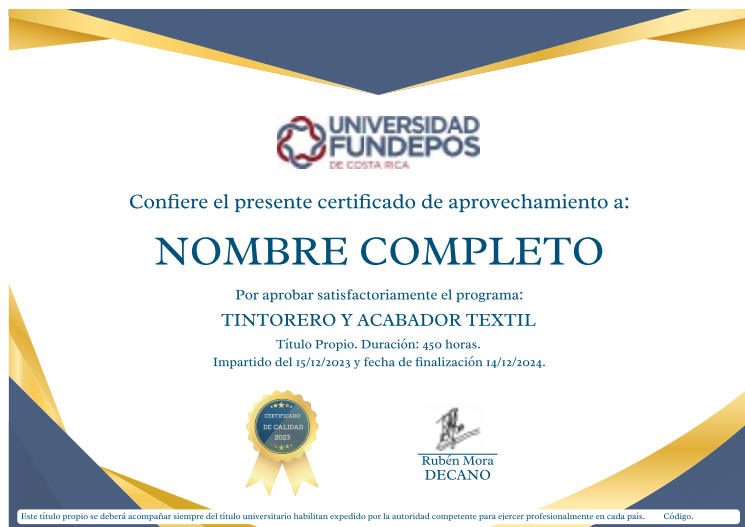 UNIVERSIDAD
FUNDEPOS
DE COSTA RICA
Confiere el presente certificado de aprovechamiento a:
NOMBRE COMPLETO
Por aprobar satisfactoriamente el programa:
TINTORERO Y ACABADOR TEXTIL
Título Propio. Duración: 450 horas.
Impartido del 15/12/2023 y fecha de finalización 14/12/2024.
CERTIFICADO
DE CALIDAD
2023
Rubén Mora
DECANO
Este título propio se deberá acompañar siempre del título universitario habilitan expedido por la autoridad competente para ejercer profesionalmente en cada país. Código.